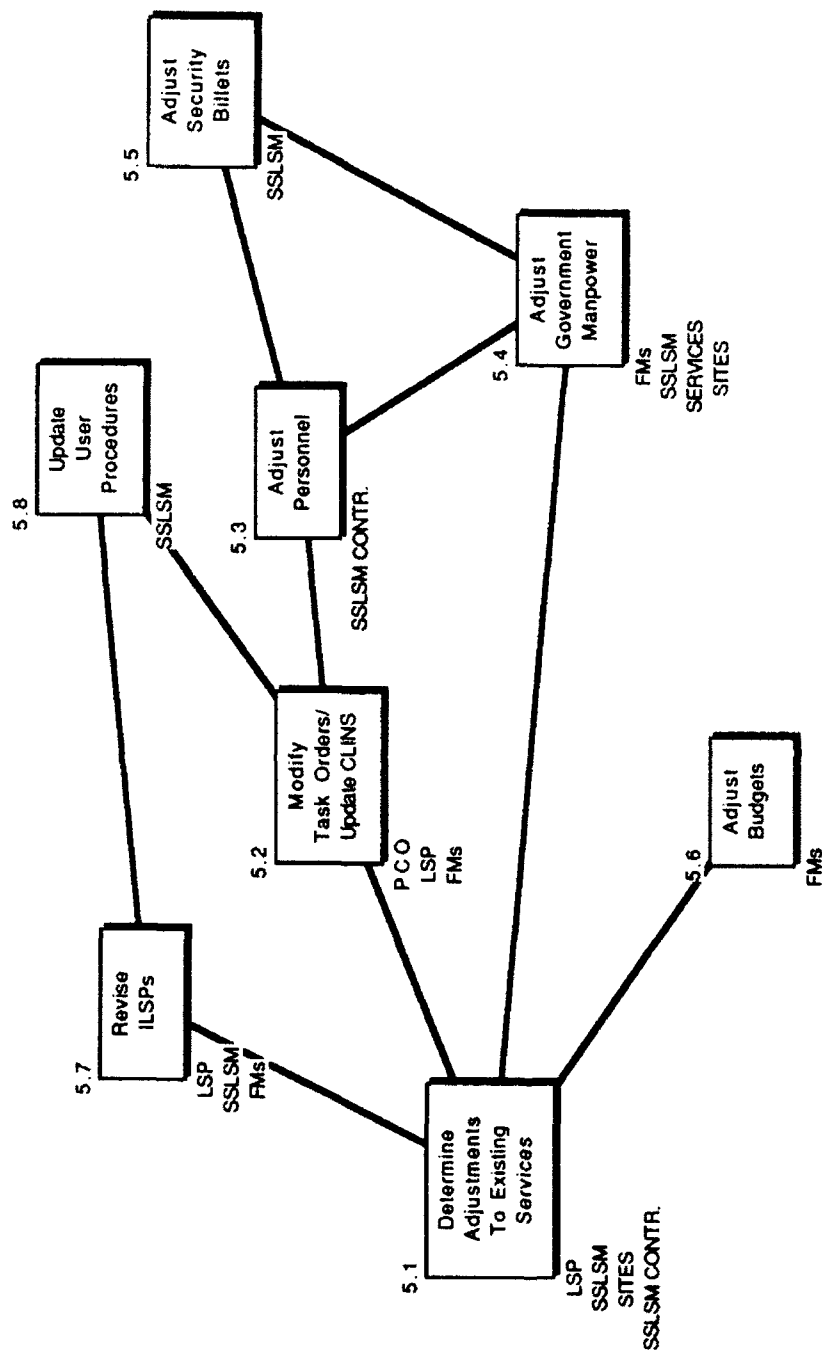 5.1
Determine
Adjustments
To Existing
Services
LSP
SSLSM
SITES
SSLSM CONTR.
5.7
Revise
ILSPs
LSP
SSLSM
FMs
5.2
Modify
Task Orders/
Update CLINS
PCO
LSP
FMs
5.6
Adjust
Budgets
FMs
5.8
Update
User
Procedures
SSLSM
5.3
Adjust
Personnel
SSLSM CONTR.
5.4
Adjust
Government
Manpower
FMs
SSLSM
SERVICES
SITES
5.5
Adjust
Security
Billets
SSLSM